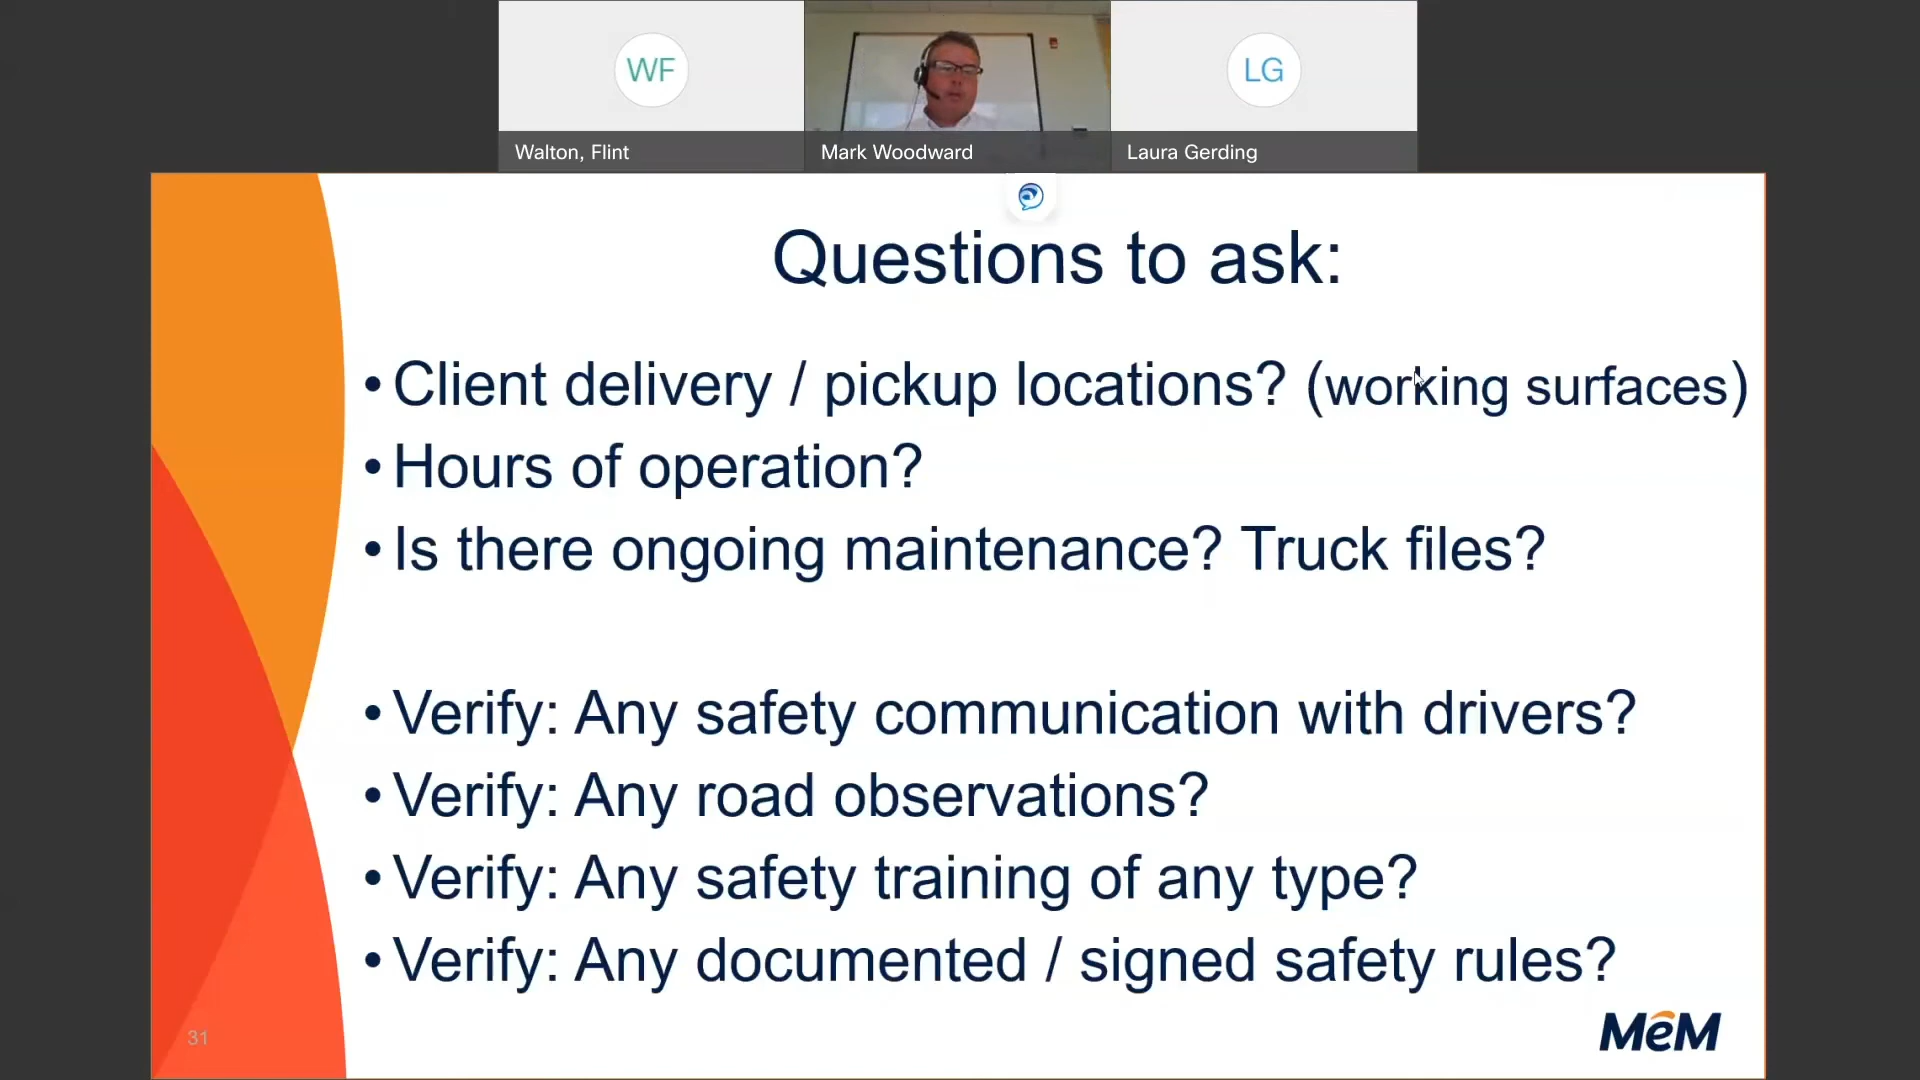 WF
LG
Walton, Flint
Mark Woodward
Laura Gerding
Questions to ask:
• Client delivery / pickup locations? (working surfaces)
• Hours of operation?
• Is there ongoing maintenance? Truck files?
• Verify: Any safety communication with drivers?
• Verify: Any road observations?
• Verify: Any safety training of any type?
• Verify: Any documented / signed safety rules?
31
MeM